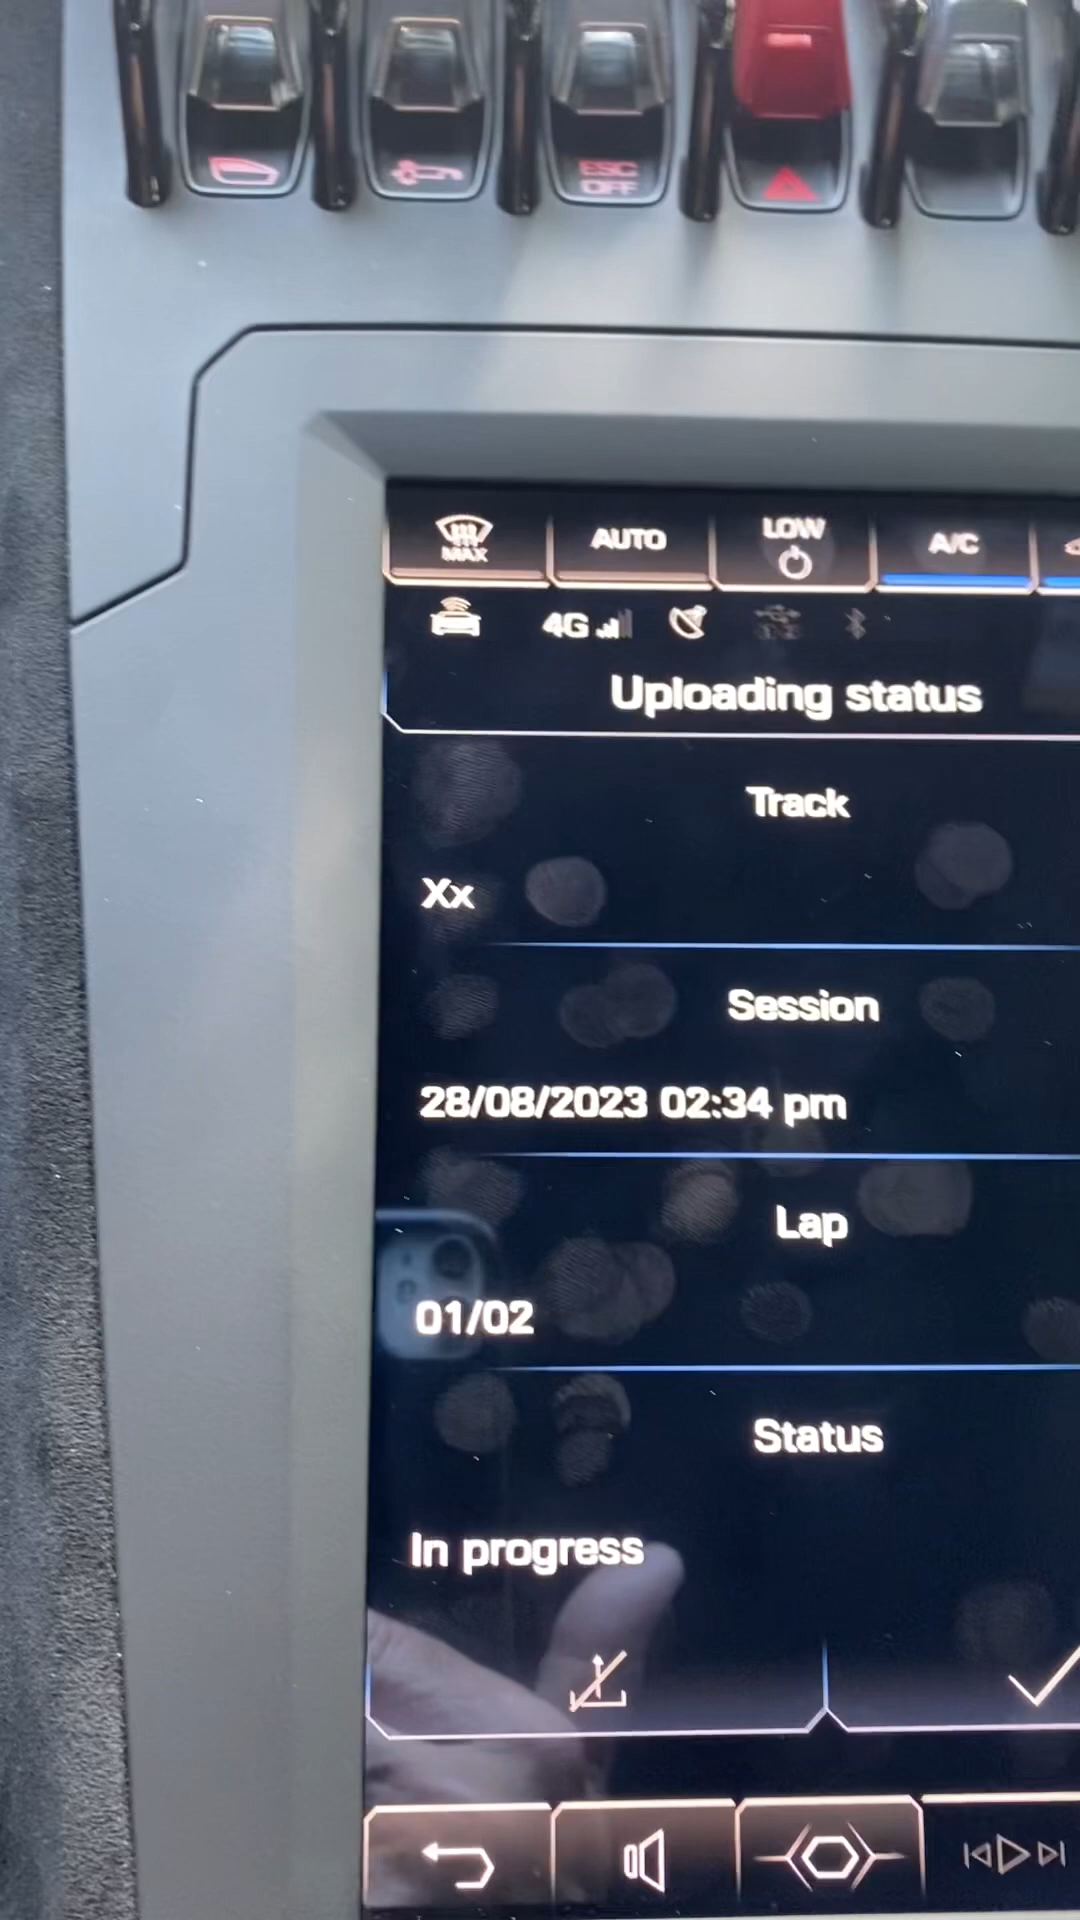 ESC
OFF
MAX
AUTO
LOW
A/C
4G
Uploading status
Track
Xx
Session
28/08/2023 02:34 pm
Lap
01/02
Status
In progress